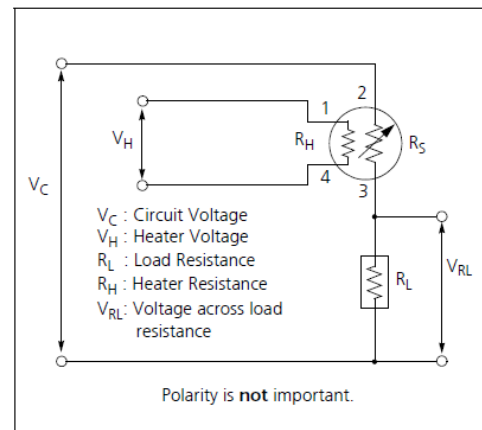 1
2
V_H
R_H
R_S
4
3
V_C
V_C : Circuit Voltage
V_H : Heater Voltage
R_L : Load Resistance
R_H : Heater Resistance
V_RL: Voltage across load
resistance
R_L
V_RL
Polarity is not important.